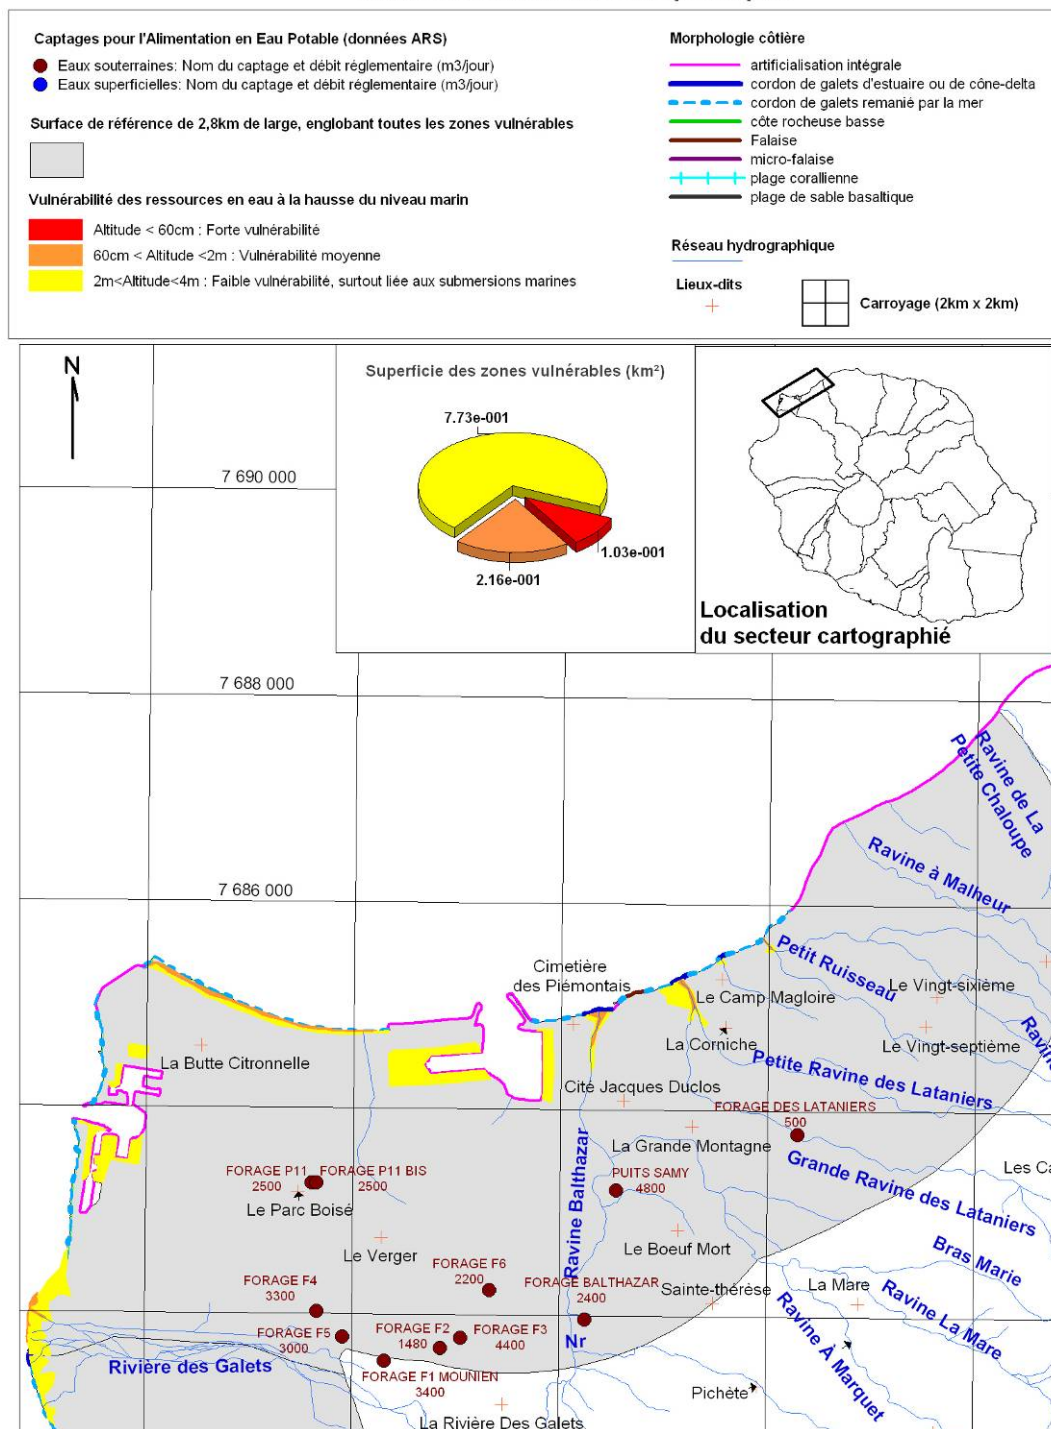 Captages pour l'Alimentation en Eau Potable (données ARS)
Eaux souterraines: Nom du captage et débit réglementaire (m3/jour)
Eaux superficielles: Nom du captage et débit réglementaire (m3/jour)
Surface de référence de 2,8km de large, englobant toutes les zones vulnérables
Vulnérabilité des ressources en eau à la hausse du niveau marin
Altitude < 60cm : Forte vulnérabilité
60cm < Altitude <2m : Vulnérabilité moyenne
2m<Altitude<4m : Faible vulnérabilité, surtout liée aux submersions marines
Morphologie côtière
artificialisation intégrale
cordon de galets d'estuaire ou de cône-delta
cordon de galets remanié par la mer
côte rocheuse basse
Falaise
micro-falaise
plage corallienne
plage de sable basaltique
Réseau hydrographique
Lieux-dits
Carroyage (2km x 2km)
N
Superficie des zones vulnérables (km²)
7.73e-001
1.03e-001
2.16e-001
Localisation
du secteur cartographié
7 690 000
7 688 000
7 686 000
Ravine de La
Petite Chaloupe
Ravine à Malheur
Petit Ruisseau
Cimetière
des Piémontais
Le Camp Magloire
Le Vingt-sixième
La Corniche
Le Vingt-septième
Ravine
La Butte Citronnelle
Petite Ravine des Lataniers
Cité Jacques Duclos
FORAGE DES LATANIERS
500
La Grande Montagne
Grande Ravine des Lataniers
Les Ca
FORAGE P11
2500
FORAGE P11 BIS
2500
Le Parc Boisé
PUITS SAMY
4800
Ravine Balthazar
Le Verger
Le Boeuf Mort
Bras Marie
FORAGE F6
2200
FORAGE F4
3300
FORAGE BALTHAZAR
2400
Sainte-thérèse
La Mare
Ravine La Mare
FORAGE F5
3000
FORAGE F2
1480
FORAGE F3
4400
Nr
Rivière des Galets
FORAGE F1 MOUNIEN
3400
Ravine À Marquet
Pichète
La Rivière Des Galets